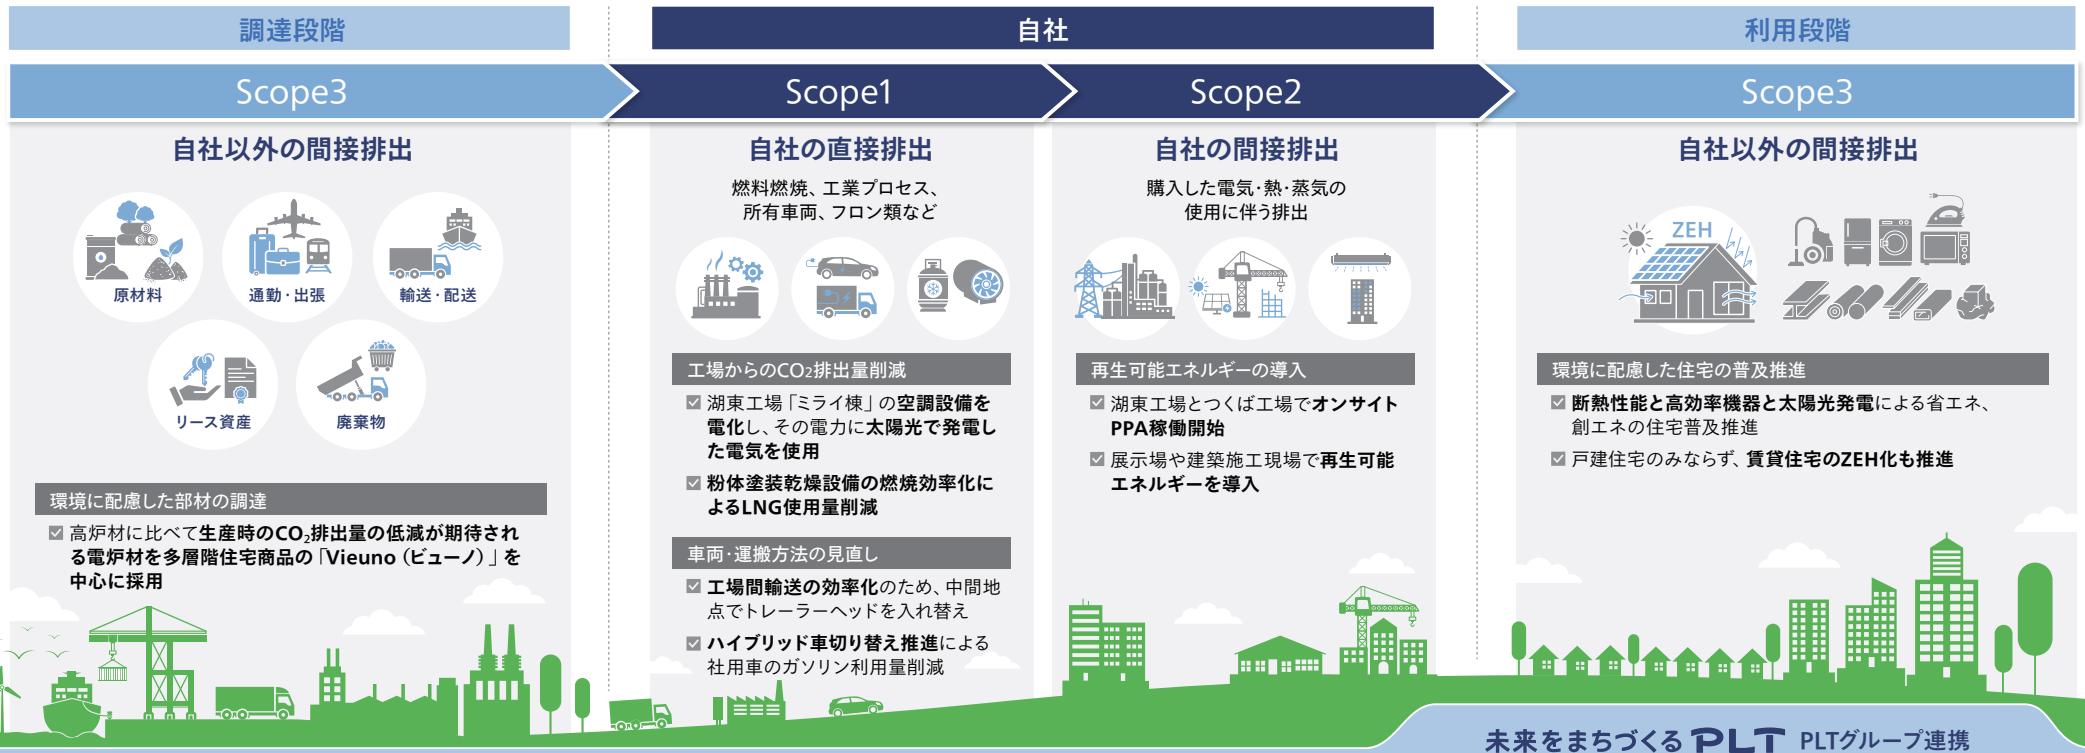 調達段階
自社
利用段階
Scope3
Scope1
Scope2
Scope3
自社以外の間接排出
原材料
通勤・出張
輸送・配送
リース資産
廃棄物
環境に配慮した部材の調達
高炉材に比べて生産時のCO₂排出量の低減が期待され
る電炉材を多層階住宅商品の「Vieuno（ビューノ）」を
中心に採用
自社の直接排出
燃料燃焼、工業プロセス、
所有車両、フロン類など
工場からのCO₂排出量削減
湖東工場「ミライ棟」の空調設備を
電化し、その電力に太陽光で発電し
た電気を使用
粉体塗装乾燥設備の燃焼効率化に
よるLNG使用量削減
車両・運搬方法の見直し
工場間輸送の効率化のため、中間地
点でトレーラーヘッドを入れ替え
ハイブリッド車切り替え推進による
社用車のガソリン利用量削減
自社の間接排出
購入した電気・熱・蒸気の
使用に伴う排出
再生可能エネルギーの導入
湖東工場とつくば工場でオンサイト
PPA稼働開始
展示場や建築施工現場で再生可能
エネルギーを導入
自社以外の間接排出
ZEH
環境に配慮した住宅の普及推進
断熱性能と高効率機器と太陽光発電による省エネ、
創エネの住宅普及推進
戸建住宅のみならず、賃貸住宅のZEH化も推進
未来をまちづくる PLT PLTグループ連携